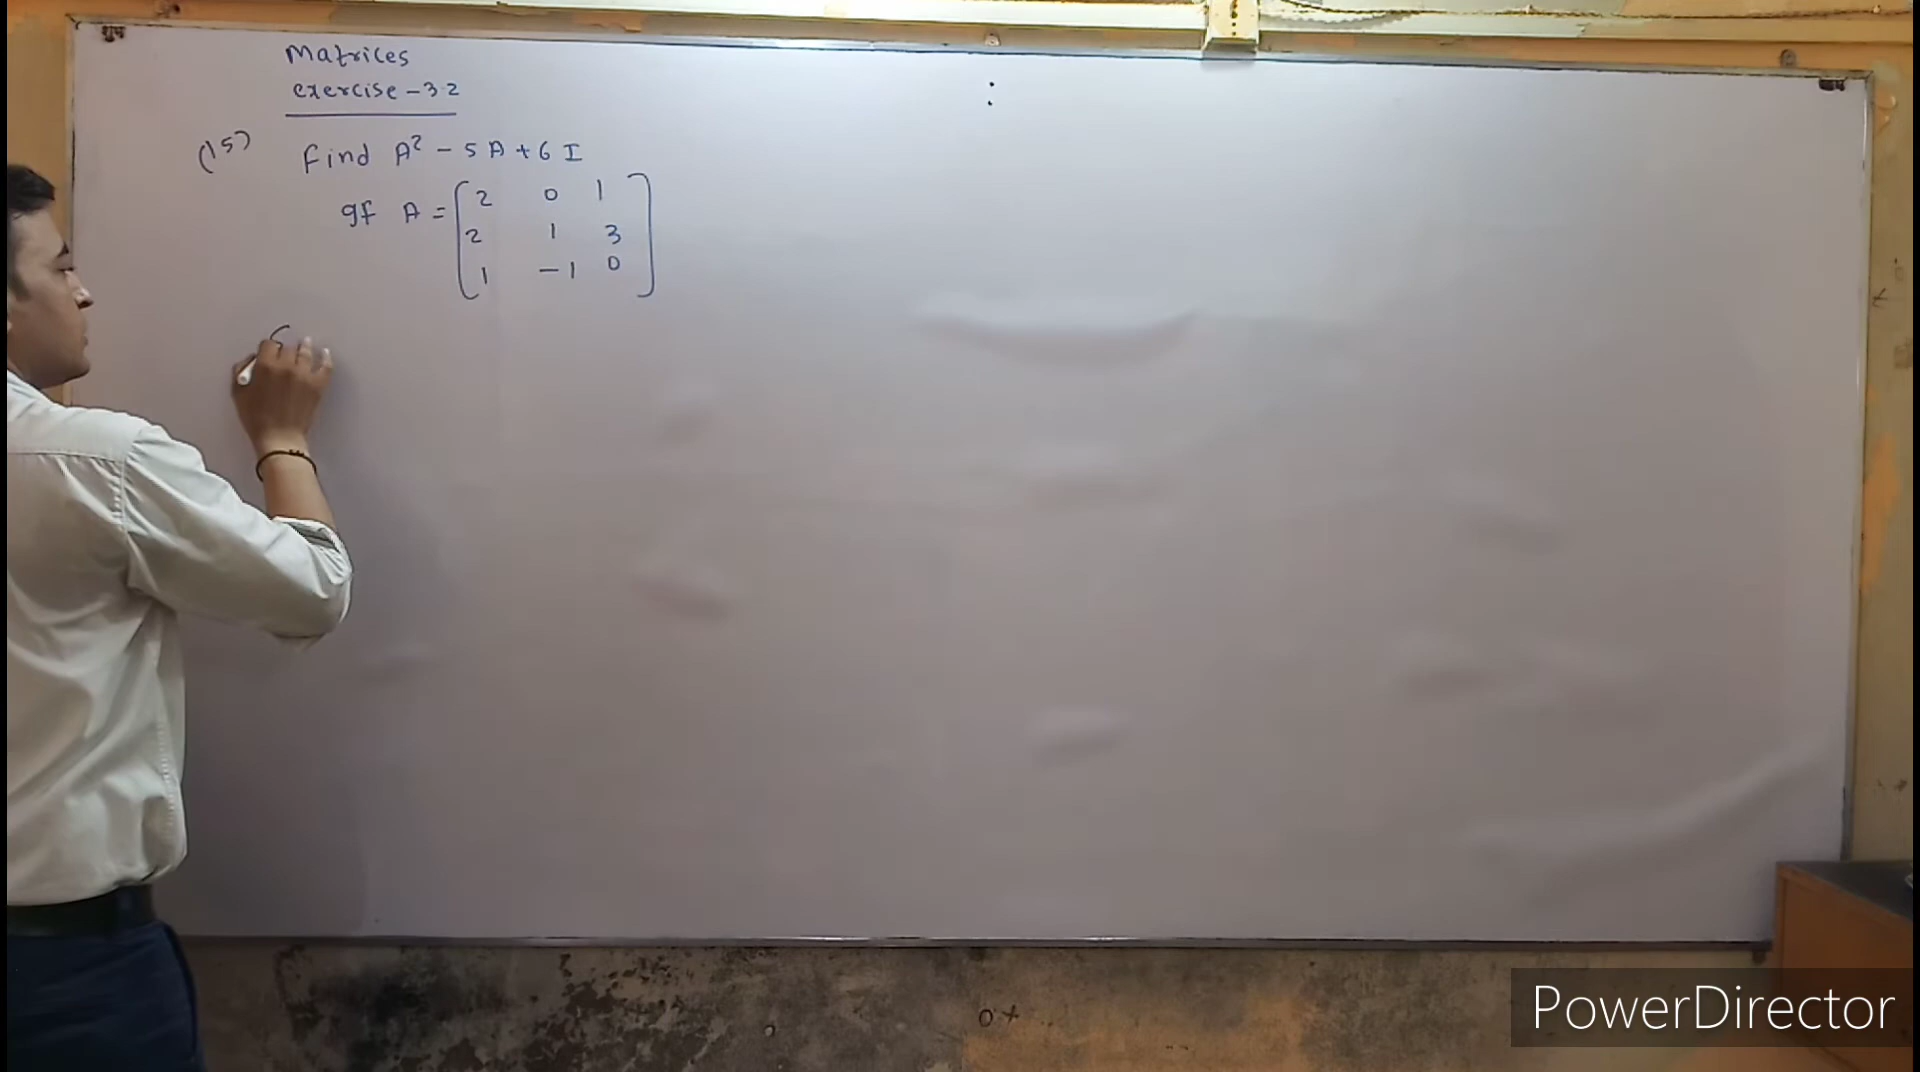 शुभ
Matrices
exercise - 3.2
(15) Find A² - 5A + 6I
If A = [2 0 1
2 1 3
1 -1 0]
S
PowerDirector